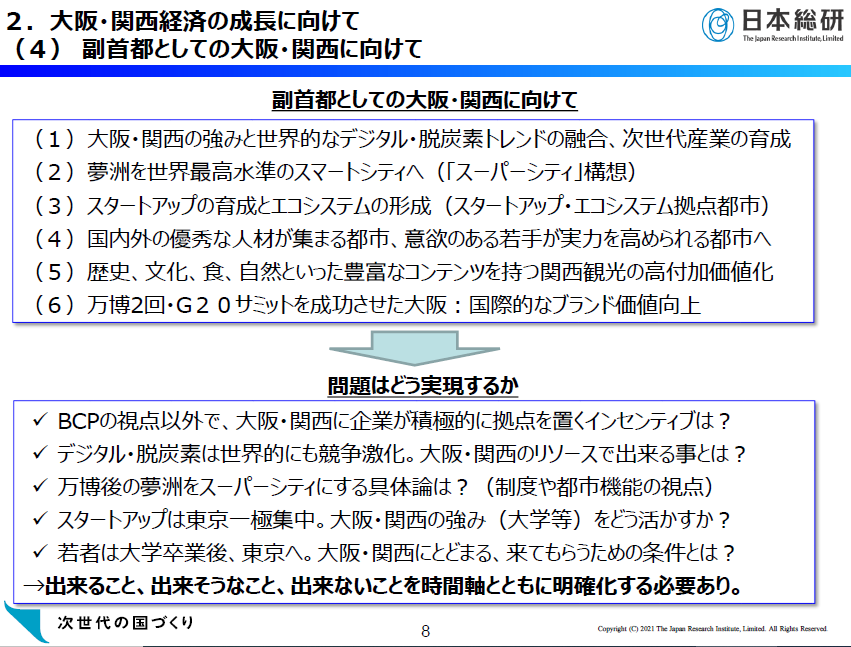 2．大阪・関西経済の成長に向けて
（４） 副首都としての大阪・関西に向けて
日本総研
The Japan Research Institute, Limited
副首都としての大阪・関西に向けて
（１）大阪・関西の強みと世界的なデジタル・脱炭素トレンドの融合、次世代産業の育成
（２）夢洲を世界最高水準のスマートシティへ（「スーパーシティ」構想）
（３）スタートアップの育成とエコシステムの形成（スタートアップ・エコシステム拠点都市）
（４）国内外の優秀な人材が集まる都市、意欲のある若手が実力を高められる都市へ
（５）歴史、文化、食、自然といった豊富なコンテンツを持つ関西観光の高付加価値化
（６）万博2回・G２０サミットを成功させた大阪：国際的なブランド価値向上
問題はどう実現するか
✓ BCPの視点以外で、大阪・関西に企業が積極的に拠点を置くインセンティブは？
✓ デジタル・脱炭素は世界的にも競争激化。大阪・関西のリソースで出来る事とは？
✓ 万博後の夢洲をスーパーシティにする具体論は？（制度や都市機能の視点）
✓ スタートアップは東京一極集中。大阪・関西の強み（大学等）をどう活かすか？
✓ 若者は大学卒業後、東京へ。大阪・関西にとどまる、来てもらうための条件とは？
→出来ること、出来そうなこと、出来ないことを時間軸とともに明確化する必要あり。
次世代の国づくり
8
Copyright (C) 2021 The Japan Research Institute, Limited. All Rights Reserved